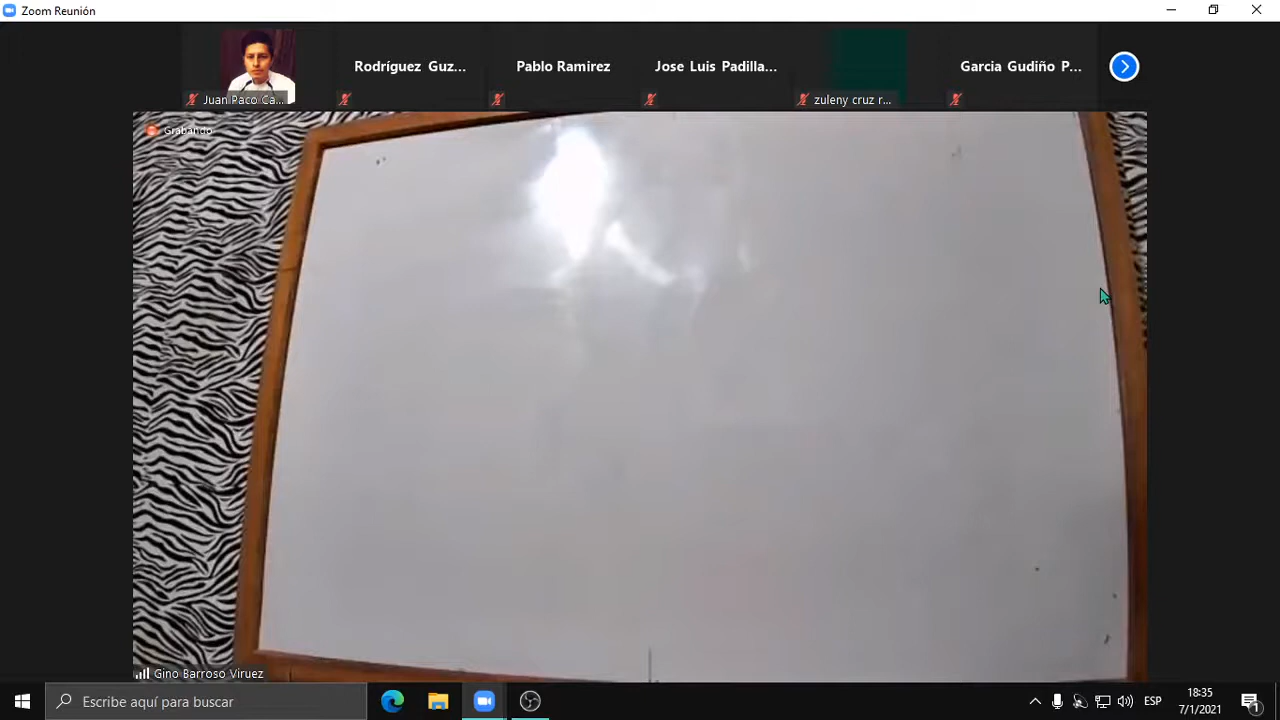 Zoom Reunión
Rodríguez Guz...
Pablo Ramirez
Jose Luis Padilla...
Garcia Gudiño P...
Juan Paco Ca...
zuleny cruz r...
Grabando
Gino Barroso Viruez
Escribe aquí para buscar
ESP
18:35
7/1/2021
1